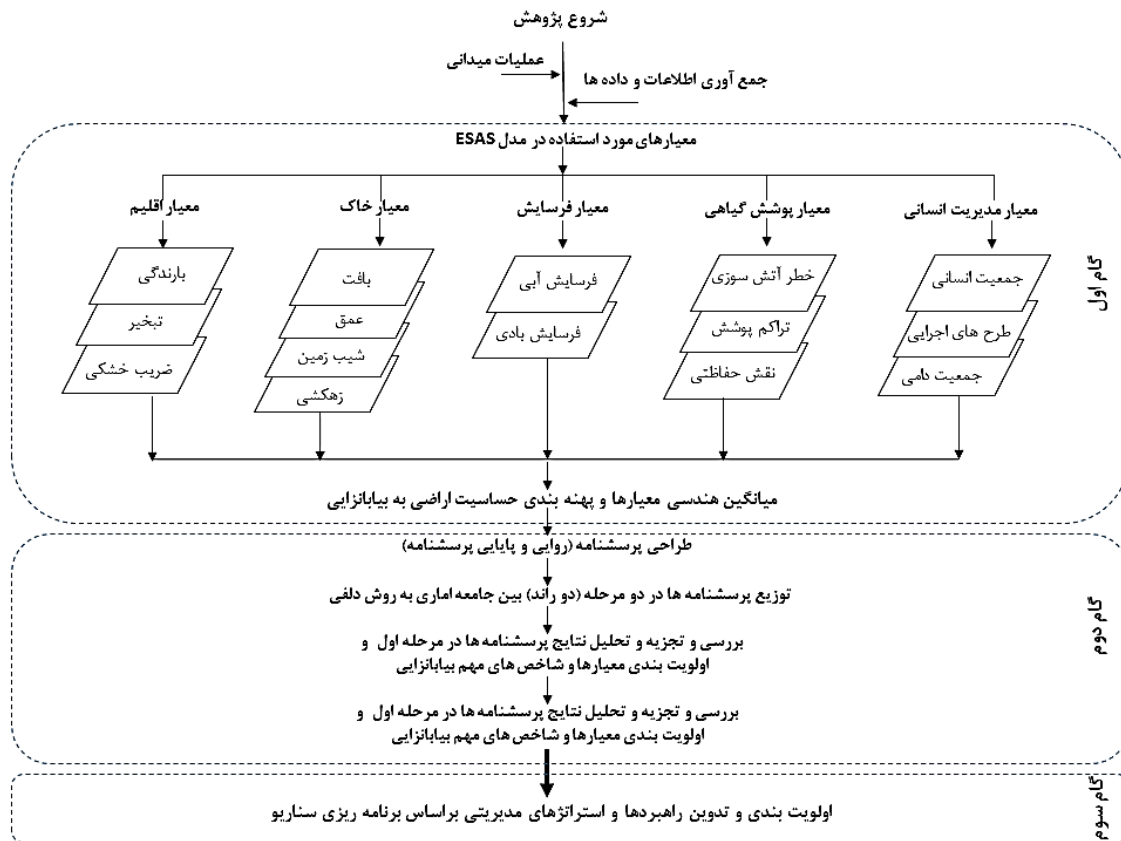 شروع پژوهش
عملیات میدانی
جمع آوری اطلاعات و داده ها
معیارهای مورد استفاده در مدل ESAS
معیار مدیریت انسانی
معیار پوشش گیاهی
معیار فرسایش
معیار خاک
معیار اقلیم
جمعیت انسانی
طرح های اجرایی
جمعیت دامی
خطر آتش سوزی
تراکم پوشش
نقش حفاظتی
فرسایش آبی
فرسایش بادی
بافت
عمق
شیب زمین
زهکشی
بارندگی
تبخیر
ضریب خشکی
گام اول
میانگین هندسی معیارها و پهنه بندی حساسیت اراضی به بیابانزایی
طراحی پرسشنامه (روایی و پایایی پرسشنامه)
توزیع پرسشنامه ها در دو مرحله (دو راند) بین جامعه اماری به روش دلفی
بررسی و تجزیه و تحلیل نتایج پرسشنامه ها در مرحله اول و
اولویت بندی معیارها و شاخص های مهم بیابانزایی
بررسی و تجزیه و تحلیل نتایج پرسشنامه ها در مرحله اول و
اولویت بندی معیارها و شاخص های مهم بیابانزایی
گام دوم
اولویت بندی و تدوین راهبردها و استراتژهای مدیریتی براساس برنامه ریزی سناریو
گام سوم